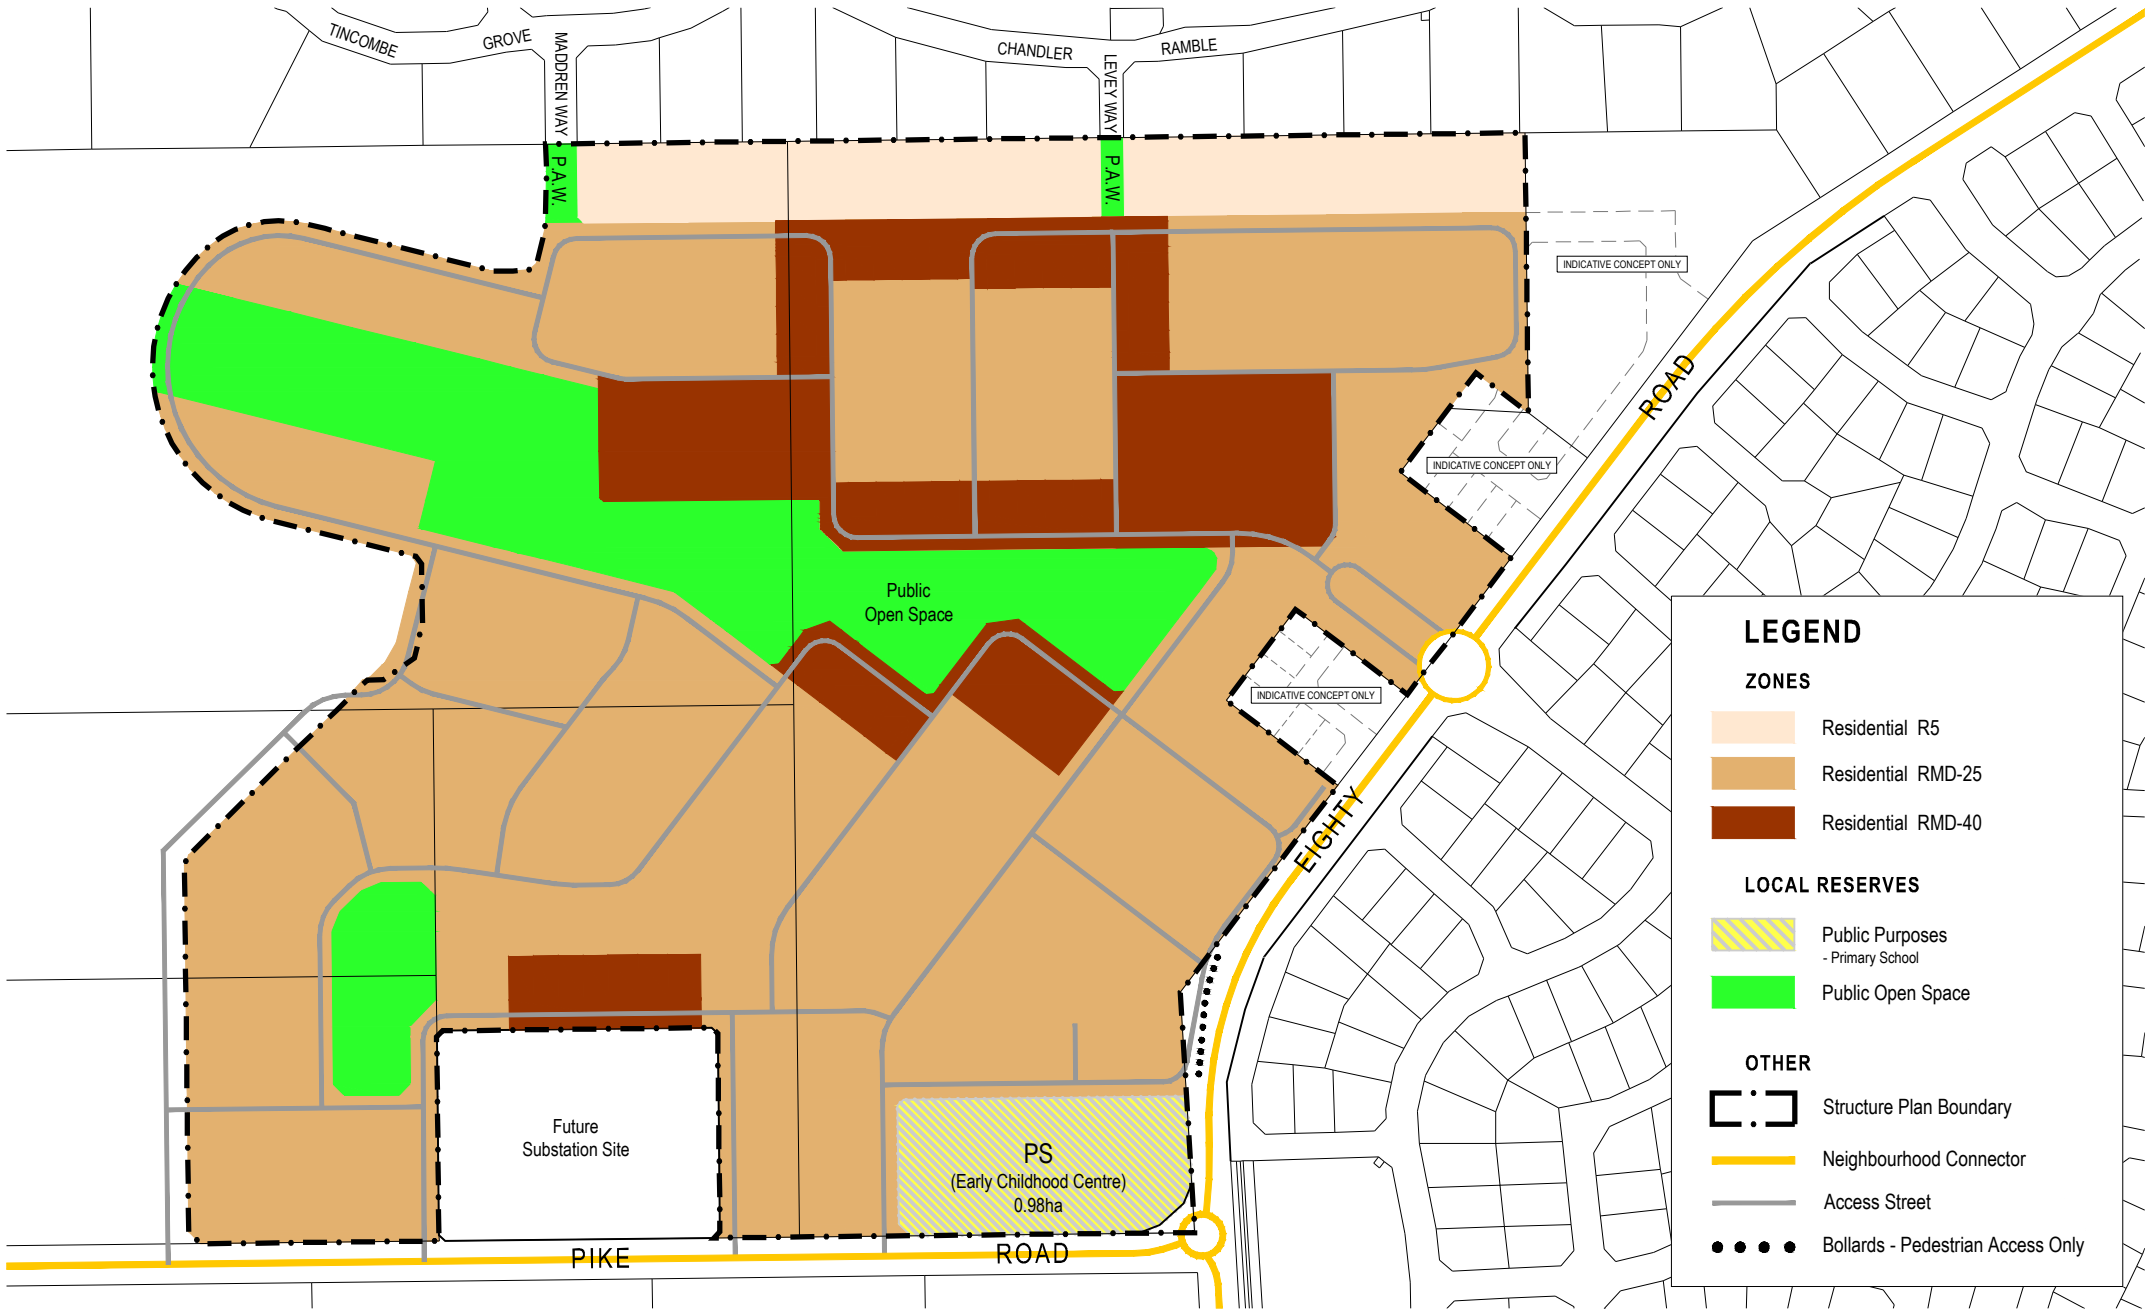 TINCOMBE
GROVE
MADDREN WAY
CHANDLER
RAMBLE
LEVEY WAY
P.A.W.
P.A.W.
INDICATIVE CONCEPT ONLY
ROAD
INDICATIVE CONCEPT ONLY
Public
Open Space
INDICATIVE CONCEPT ONLY
EIGHTY
Future
Substation Site
PS
(Early Childhood Centre)
0.98ha
PIKE
ROAD
LEGEND
ZONES
Residential R5
Residential RMD-25
Residential RMD-40
LOCAL RESERVES
Public Purposes
- Primary School
Public Open Space
OTHER
Structure Plan Boundary
Neighbourhood Connector
Access Street
Bollards - Pedestrian Access Only